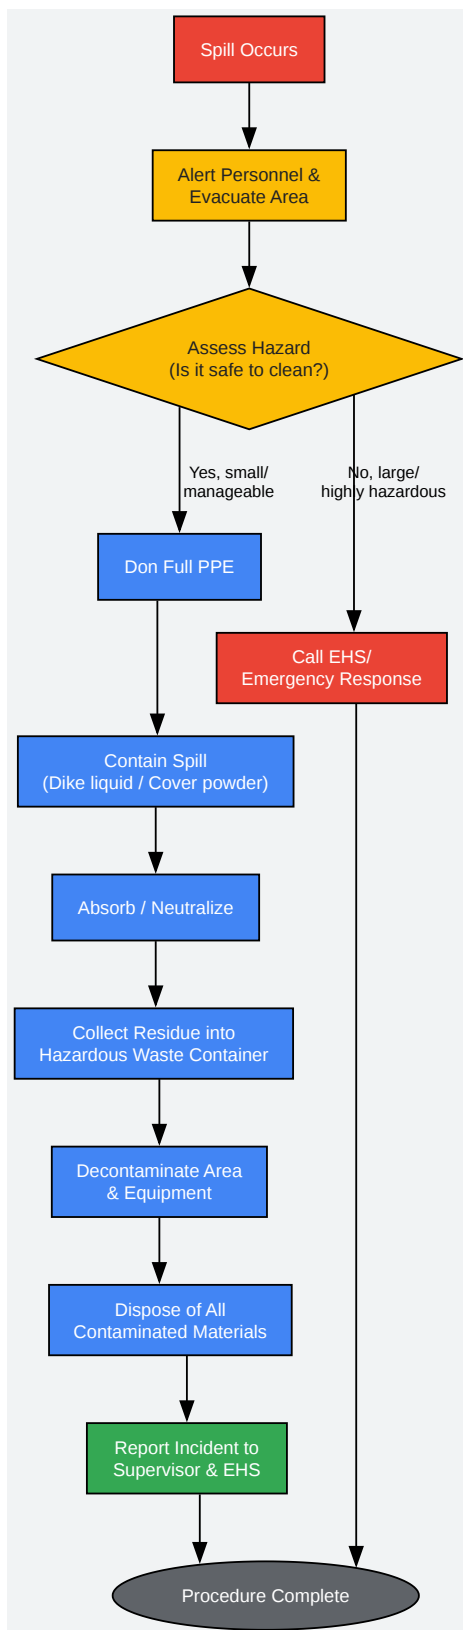 Spill Occurs
Alert Personnel &
Evacuate Area
Assess Hazard
(Is it safe to clean?)
Yes, small/
manageable
No, large/
highly hazardous
Don Full PPE
Call EHS/
Emergency Response
Contain Spill
(Dike liquid / Cover powder)
Absorb / Neutralize
Collect Residue into
Hazardous Waste Container
Decontaminate Area
& Equipment
Dispose of All
Contaminated Materials
Report Incident to
Supervisor & EHS
Procedure Complete